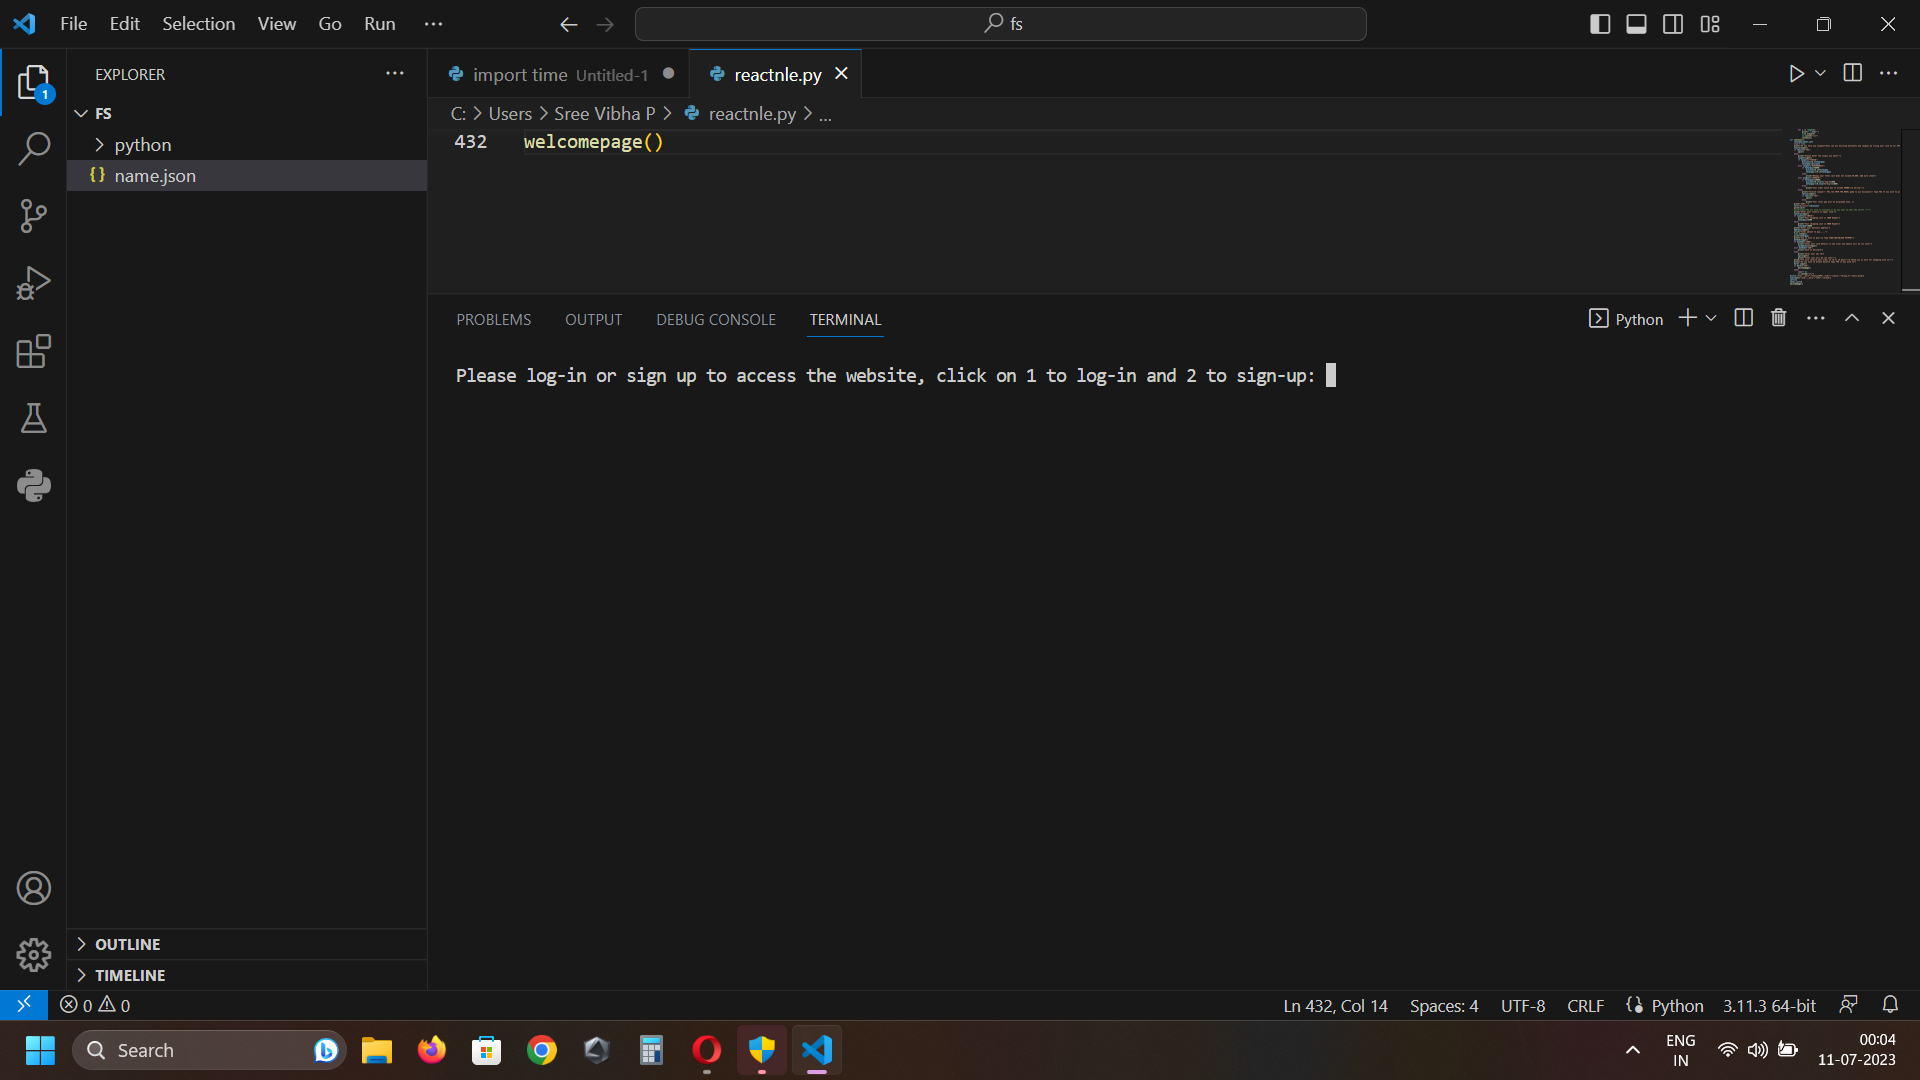 File Edit Selection View Go Run ···
fs
EXPLORER ···
FS
python
{} name.json
OUTLINE
TIMELINE
1
import time Untitled-1
reactnle.py
C: > Users > Sree Vibha P > reactnle.py > ...
432 welcomepage()
PROBLEMS OUTPUT DEBUG CONSOLE TERMINAL
Python
Please log-in or sign up to access the website, click on 1 to log-in and 2 to sign-up:
0 0
Ln 432, Col 14 Spaces: 4 UTF-8 CRLF Python 3.11.3 64-bit
Search
ENG
IN
00:04
11-07-2023